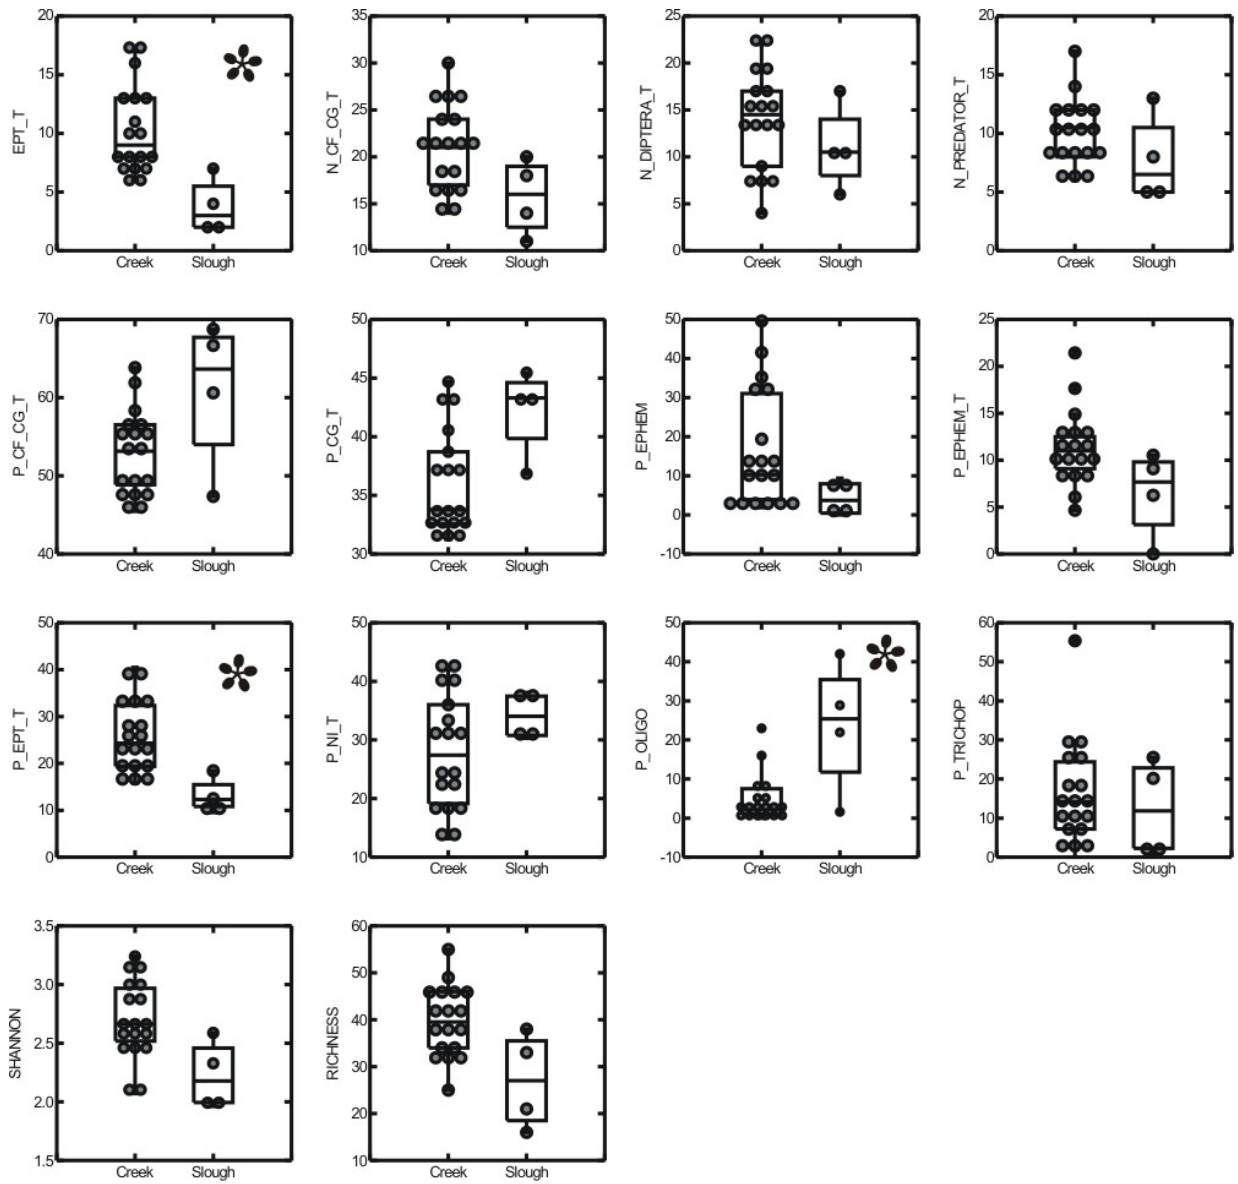 EPT_T
20
15
10
5
0
Creek Slough
N_CF_CG_T
35
30
25
20
15
10
Creek Slough
N_DIPTERA_T
25
20
15
10
5
0
Creek Slough
N_PREDATOR_T
20
15
10
5
0
Creek Slough
P_CF_CG_T
70
60
50
40
Creek Slough
P_CG_T
50
45
40
35
30
Creek Slough
P_EPHEM
50
40
30
20
10
0
-10
Creek Slough
P_EPHEM_T
25
20
15
10
5
0
Creek Slough
P_EPT_T
50
40
30
20
10
0
Creek Slough
P_NI_T
50
40
30
20
10
Creek Slough
P_OLIGO
50
40
30
20
10
0
-10
Creek Slough
P_TRICHOP
60
50
40
30
20
10
0
Creek Slough
SHANNON
3.5
3.0
2.5
2.0
1.5
Creek Slough
RICHNESS
60
50
40
30
20
10
Creek Slough